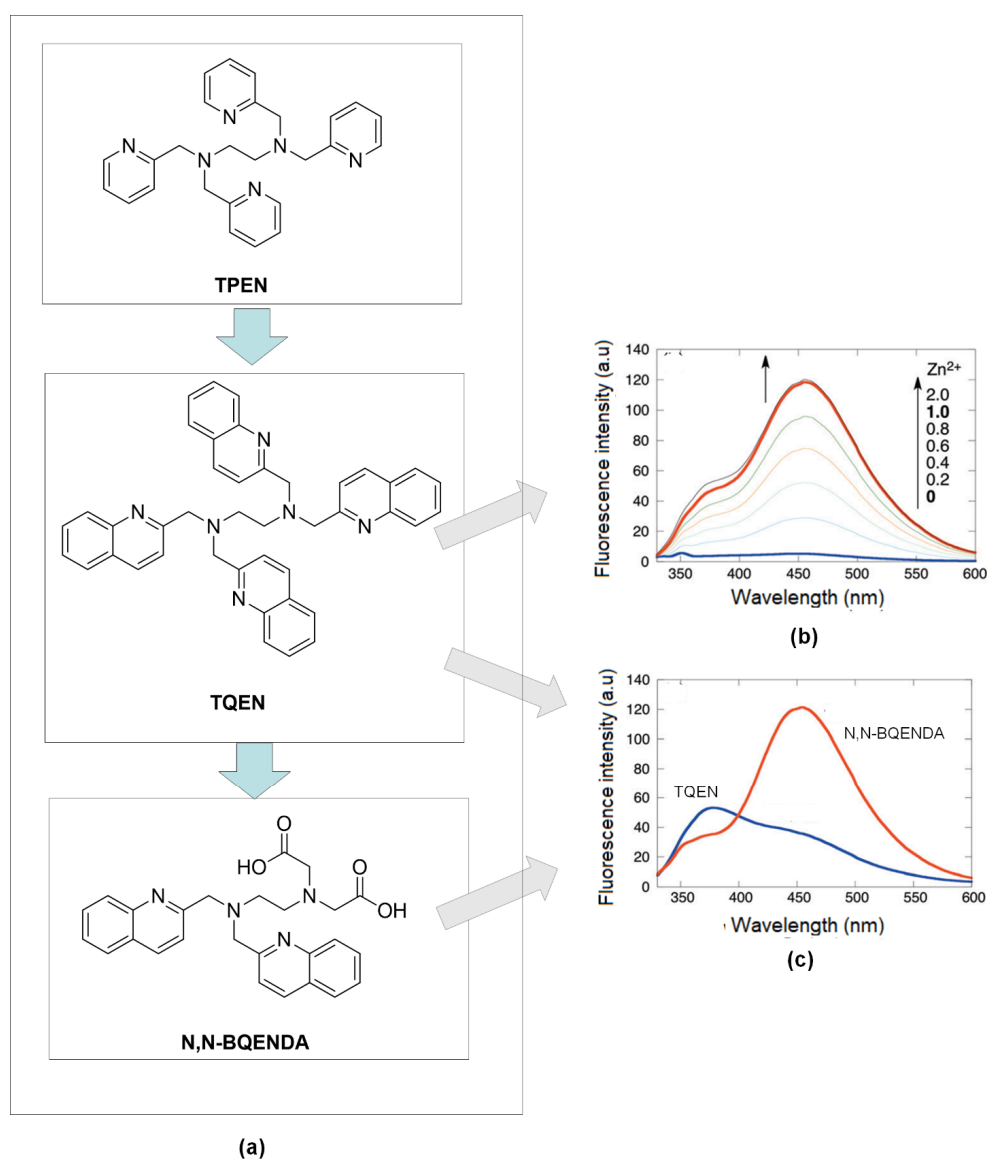 N
N
N
N
N
N
TPEN
N
N
N
N
N
N
TQEN
O
HO
O
N
N
OH
N
N
N,N-BQENDA
(a)
140
120
100
80
60
40
20
0
Fluorescence intensity (a.u)
Zn2+
2.0
1.0
0.8
0.6
0.4
0.2
0
350 400 450 500 550 600
Wavelength (nm)
(b)
140
120
100
80
60
40
20
0
Fluorescence intensity (a.u)
N,N-BQENDA
TQEN
350 400 450 500 550 600
Wavelength (nm)
(c)